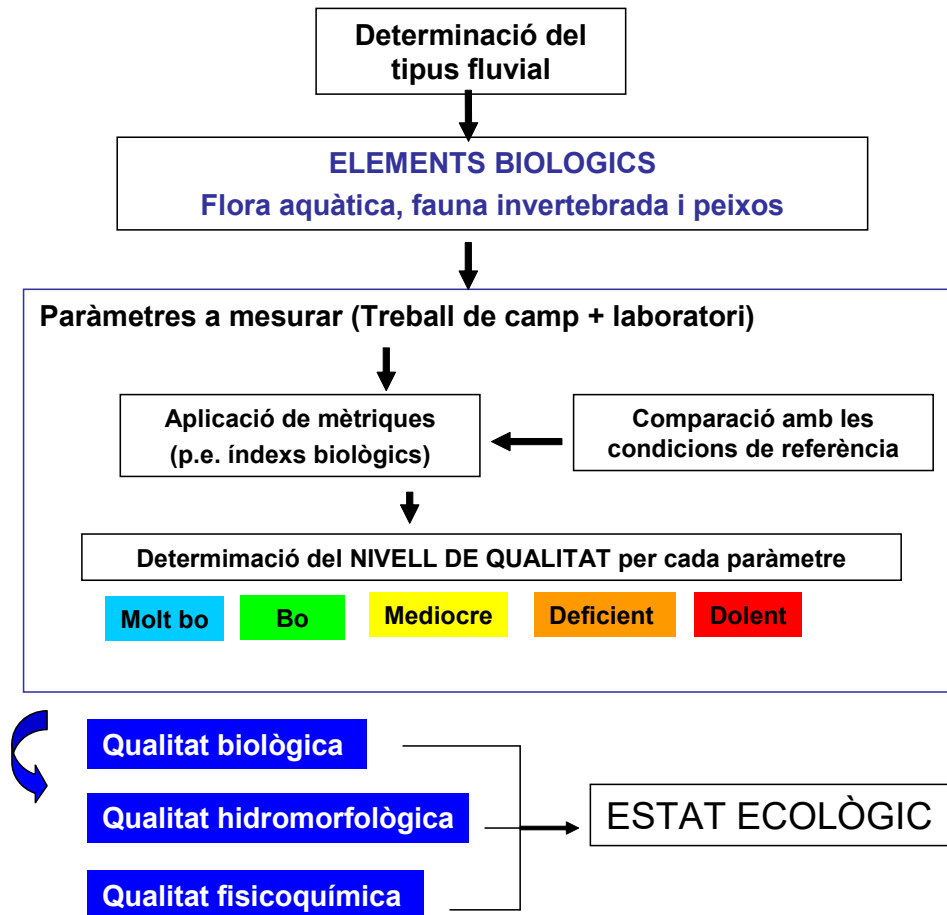 Determinació del
tipus fluvial
ELEMENTS BIOLOGICS
Flora aquàtica, fauna invertebrada i peixos
Paràmetres a mesurar (Treball de camp + laboratori)
Aplicació de mètriques
(p.e. índexs biològics)
Comparació amb les
condicions de referència
Determimació del NIVELL DE QUALITAT per cada paràmetre
Molt bo
Bo
Mediocre
Deficient
Dolent
Qualitat biològica
Qualitat hidromorfològica
Qualitat fisicoquímica
ESTAT ECOLÒGIC